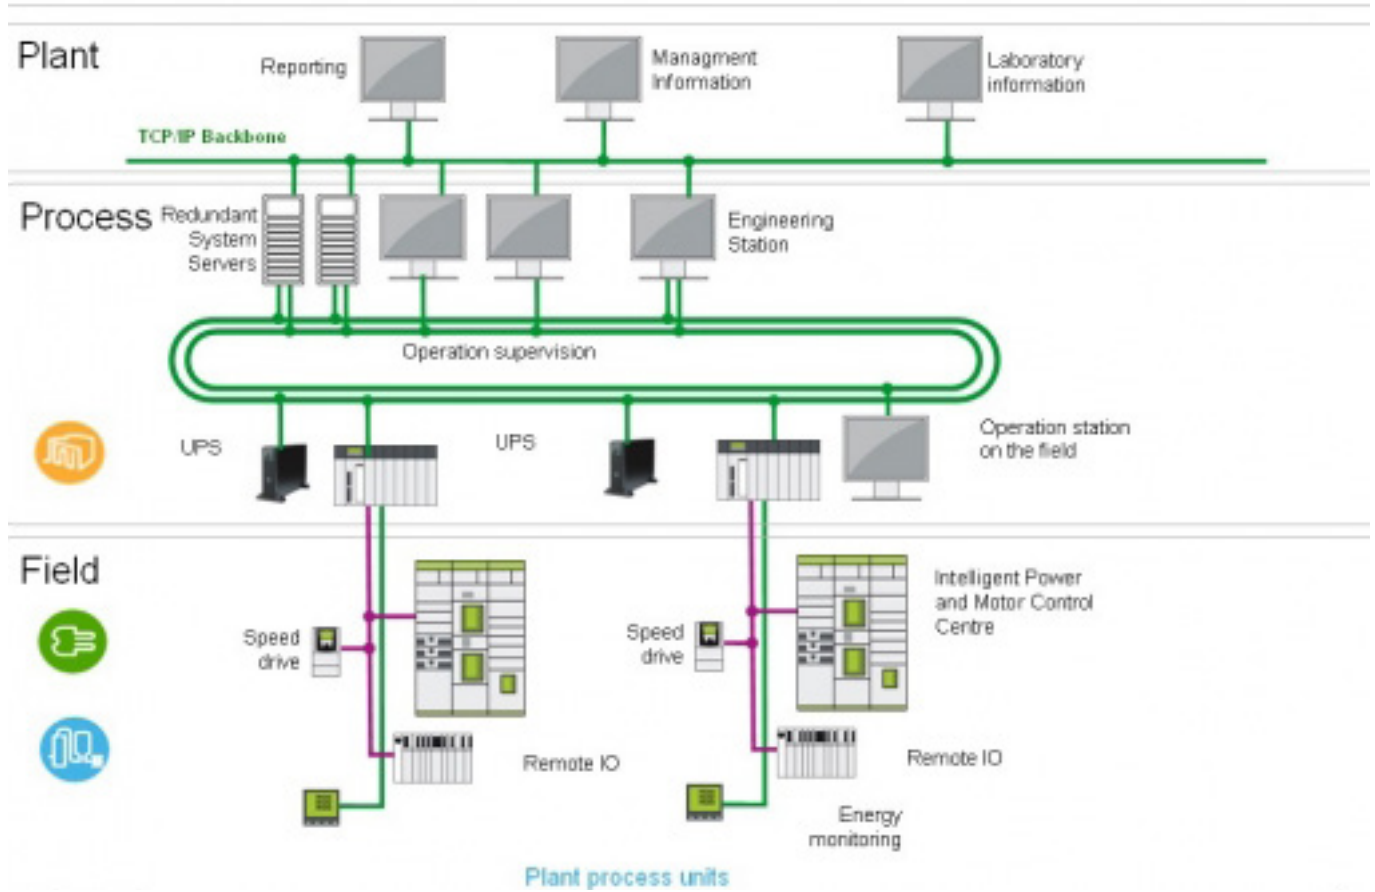 Plant
Reporting
Managment
Information
Laboratory
information
TCP/IP Backbone
Process
Redundant
System
Servers
Engineering
Station
Operation supervision
UPS
UPS
Operation station
on the field
Field
Intelligent Power
and Motor Control
Centre
Speed
drive
Speed
drive
Remote IO
Remote IO
Energy
monitoring
Plant process units